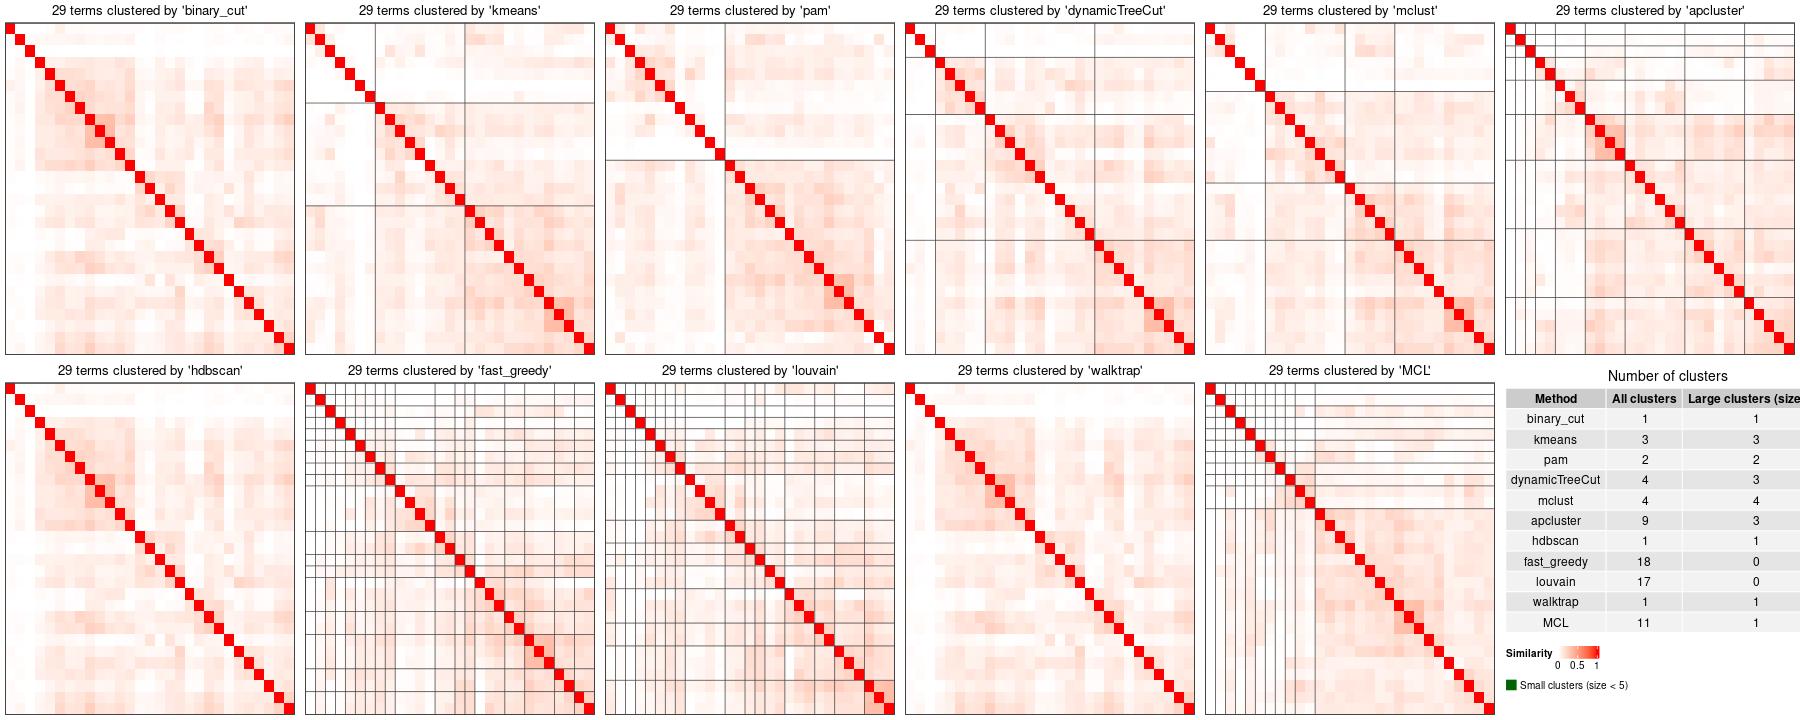 29 terms clustered by 'binary_cut'
29 terms clustered by 'kmeans'
29 terms clustered by 'pam'
29 terms clustered by 'dynamicTreeCut'
29 terms clustered by 'mclust'
29 terms clustered by 'apcluster'
29 terms clustered by 'hdbscan'
29 terms clustered by 'fast_greedy'
29 terms clustered by 'louvain'
29 terms clustered by 'walktrap'
29 terms clustered by 'MCL'
Number of clusters
Method All clusters Large clusters (size
binary_cut 1 1
kmeans 3 3
pam 2 2
dynamicTreeCut 4 3
mclust 4 4
apcluster 9 3
hdbscan 1 1
fast_greedy 18 0
louvain 17 0
walktrap 1 1
MCL 11 1
Similarity
0 0.5 1
Small clusters (size < 5)